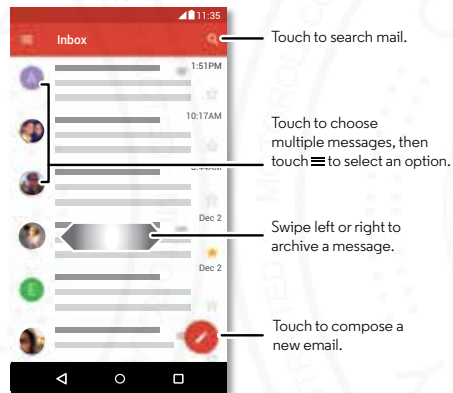 11:35
Inbox
Touch to search mail.
1:51PM
A
10:17AM
Touch to choose
multiple messages, then
touch ☰ to select an option.
Dec 2
Swipe left or right to
archive a message.
Dec 2
E
Touch to compose a
new email.